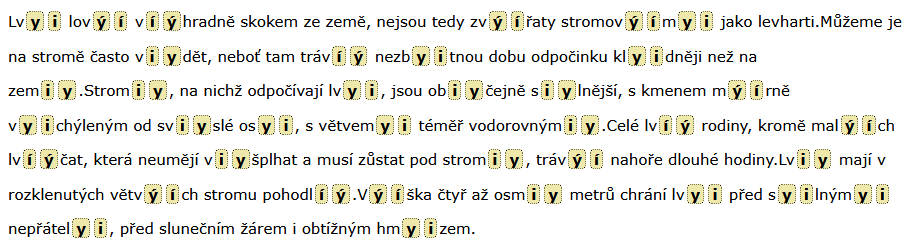 Lv y i lov ý í v í ý hradně skokem ze země, nejsou tedy zv ý í řaty stromov ý í m y i jako levharti.Můžeme je
na stromě často v i y dět, neboť tam tráv í ý nezb y i tnou dobu odpočinku kl y i dněji než na
zem i y .Strom i y , na nichž odpočívají lv y i , jsou ob i y čejně s i y lnější, s kmenem m ý í rně
v y i chýleným od sv i y slé os y i , s větvem y i téměř vodorovným i y .Celé lv í ý rodiny, kromě mal ý í ch
lv í ý čat, která neumějí v i y šplhat a musí zůstat pod strom i y , tráv ý í nahoře dlouhé hodiny.Lv i y mají v
rozklenutých větv ý í ch stromu pohodl í ý .V ý í ška čtyř až osm i y metrů chrání lv y i před s y i lným y i
nepřátel y i , před slunečním žárem i obtížným hm y i zem.